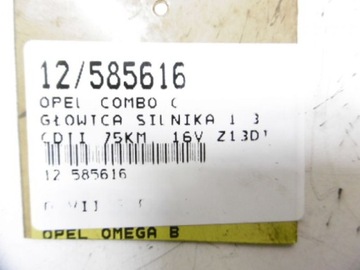 12/585616
OPEL COMBO C
GŁOWICA SILNIKA 1 3
CDTI 75KM 16V Z13DT
12 585616
OPEL OMEGA B